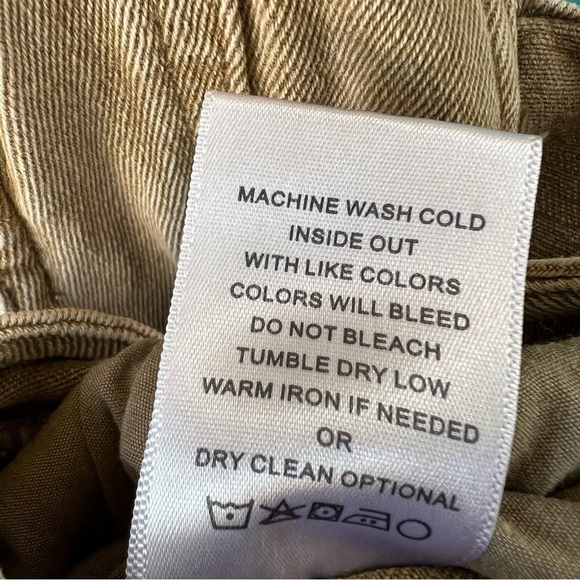 MACHINE WASH COLD
INSIDE OUT
WITH LIKE COLORS
COLORS WILL BLEED
DO NOT BLEACH
TUMBLE DRY LOW
WARM IRON IF NEEDED
OR
DRY CLEAN OPTIONAL